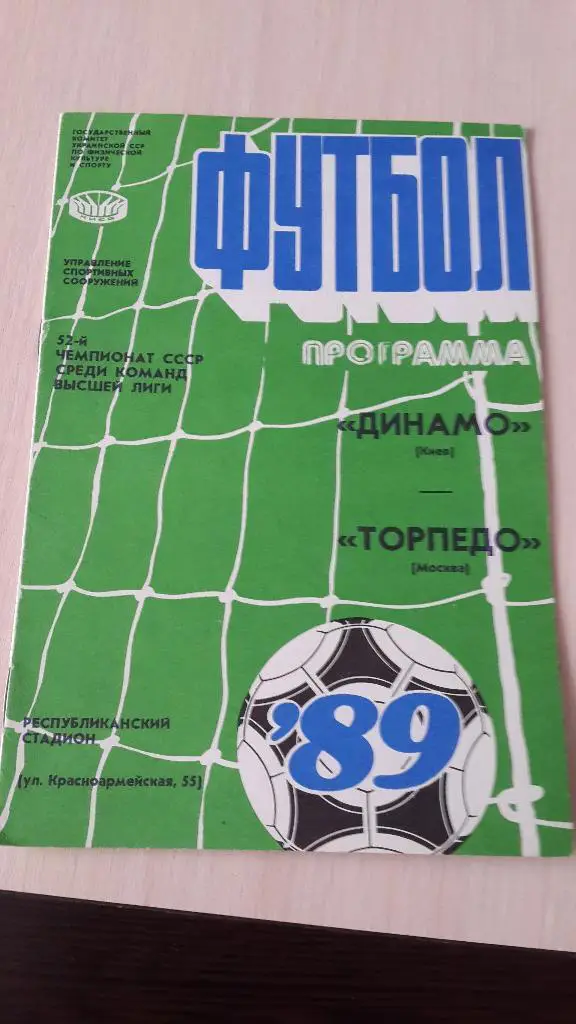 ГОСУДАРСТВЕННЫЙ
КОМИТЕТ
УКРАИНСКОЙ ССР
ПО ФИЗИЧЕСКОЙ
КУЛЬТУРЕ
И СПОРТУ
ФУТБОЛ
КИЕВ
УПРАВЛЕНИЕ
СПОРТИВНЫХ
СООРУЖЕНИЙ
ПРОГРАММА
52-й
ЧЕМПИОНАТ СССР
СРЕДИ КОМАНД
ВЫСШЕЙ ЛИГИ
«ДИНАМО»
(Киев)
—
«ТОРПЕДО»
(Москва)
РЕСПУБЛИКАНСКИЙ
СТАДИОН
(ул. Красноармейская, 55)
'89